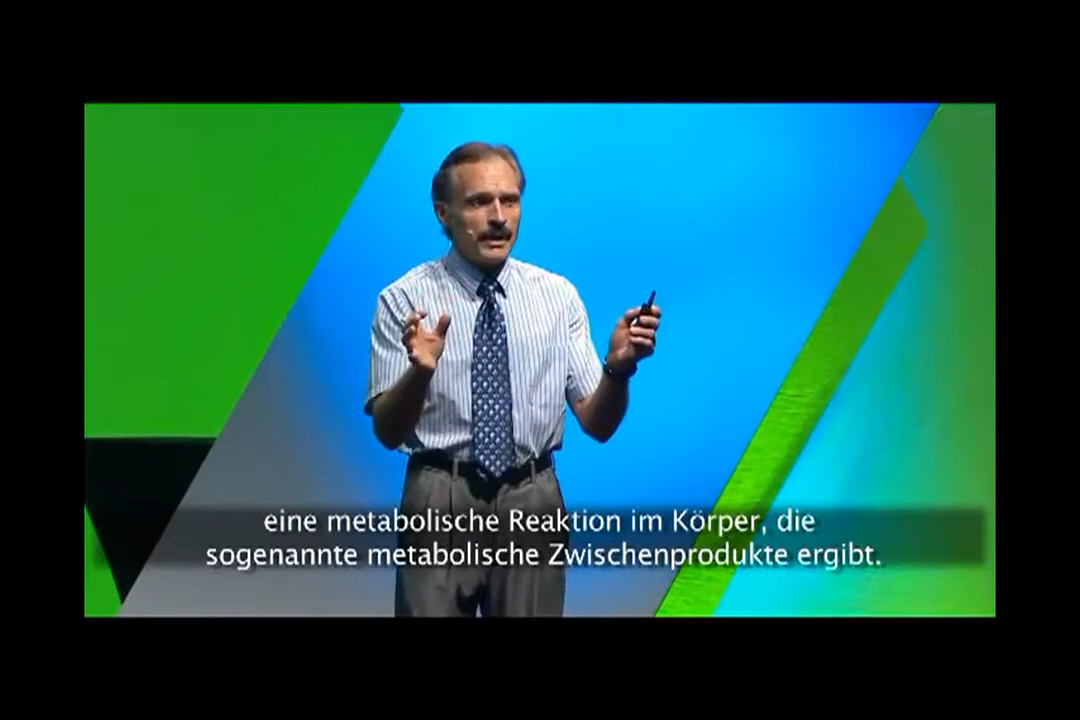 eine metabolische Reaktion im Körper, die
sogenannte metabolische Zwischenprodukte ergibt.